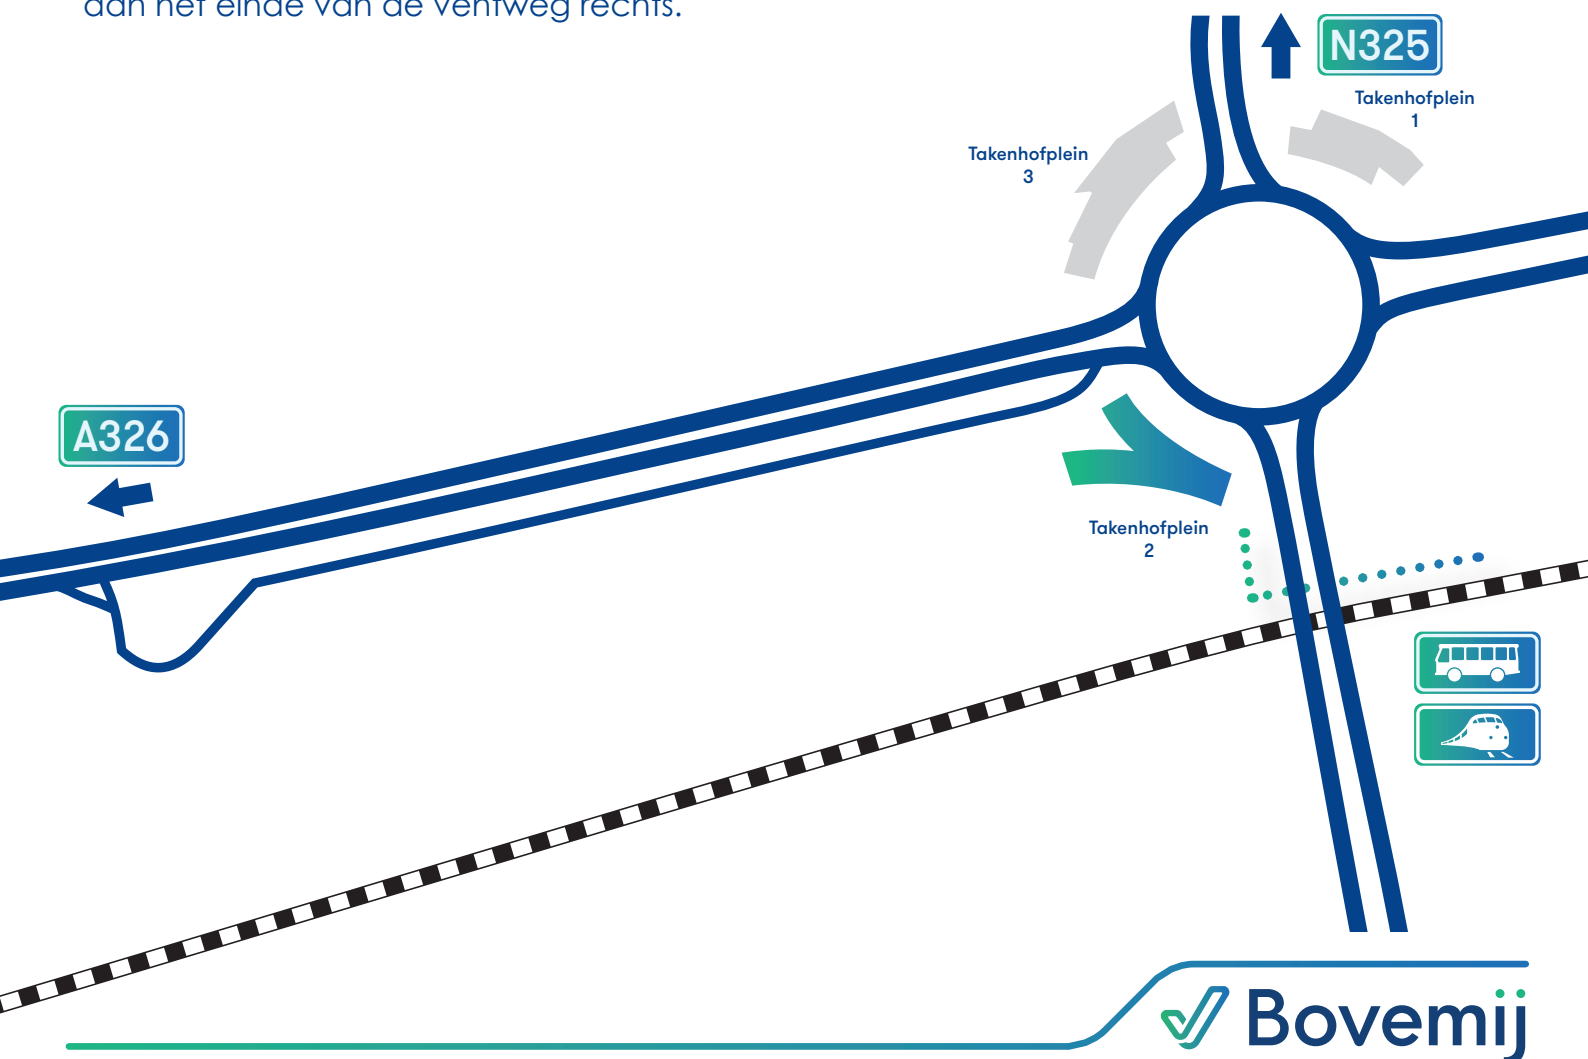 aan het einde van de ventweg rechts.
N325
Takenhofplein
1
Takenhofplein
3
A326
Takenhofplein
2
Bovemij